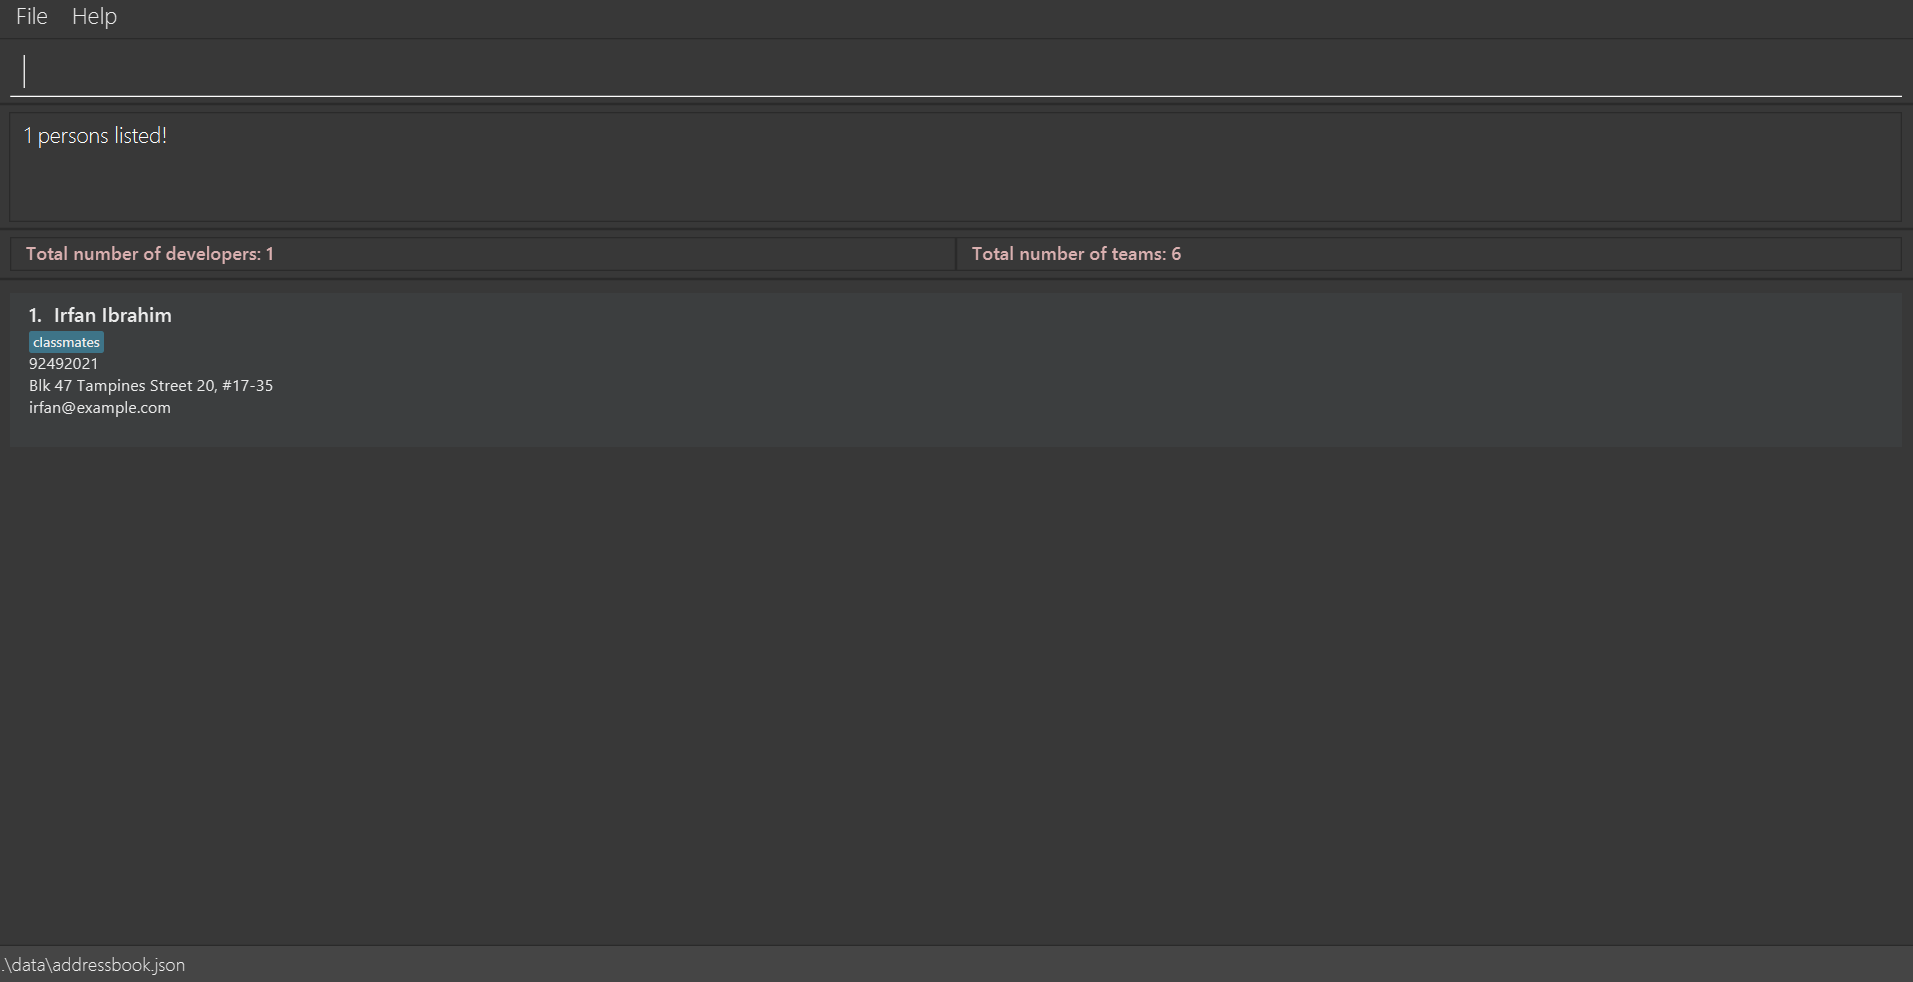 File Help
1 persons listed!
Total number of developers: 1 Total number of teams: 6
1. Irfan Ibrahim
classmates
92492021
Blk 47 Tampines Street 20, #17-35
irfan@example.com
.\data\addressbook.json